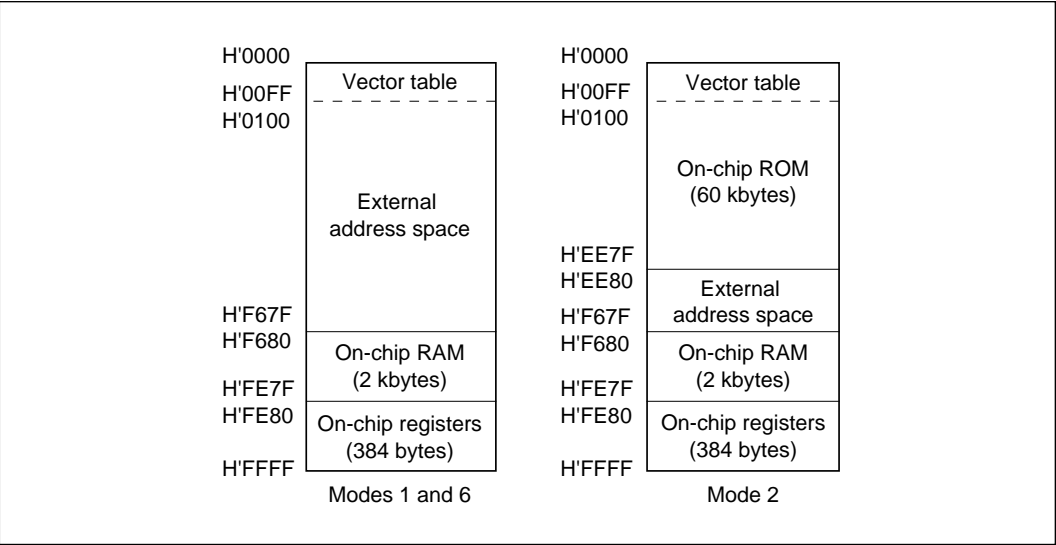 H'0000
Vector table
H'00FF
H'0100
External
address space
H'F67F
H'F680
On-chip RAM
(2 kbytes)
H'FE7F
H'FE80
On-chip registers
(384 bytes)
H'FFFF
Modes 1 and 6
H'0000
Vector table
H'00FF
H'0100
On-chip ROM
(60 kbytes)
H'EE7F
H'EE80
External
address space
H'F67F
H'F680
On-chip RAM
(2 kbytes)
H'FE7F
H'FE80
On-chip registers
(384 bytes)
H'FFFF
Mode 2